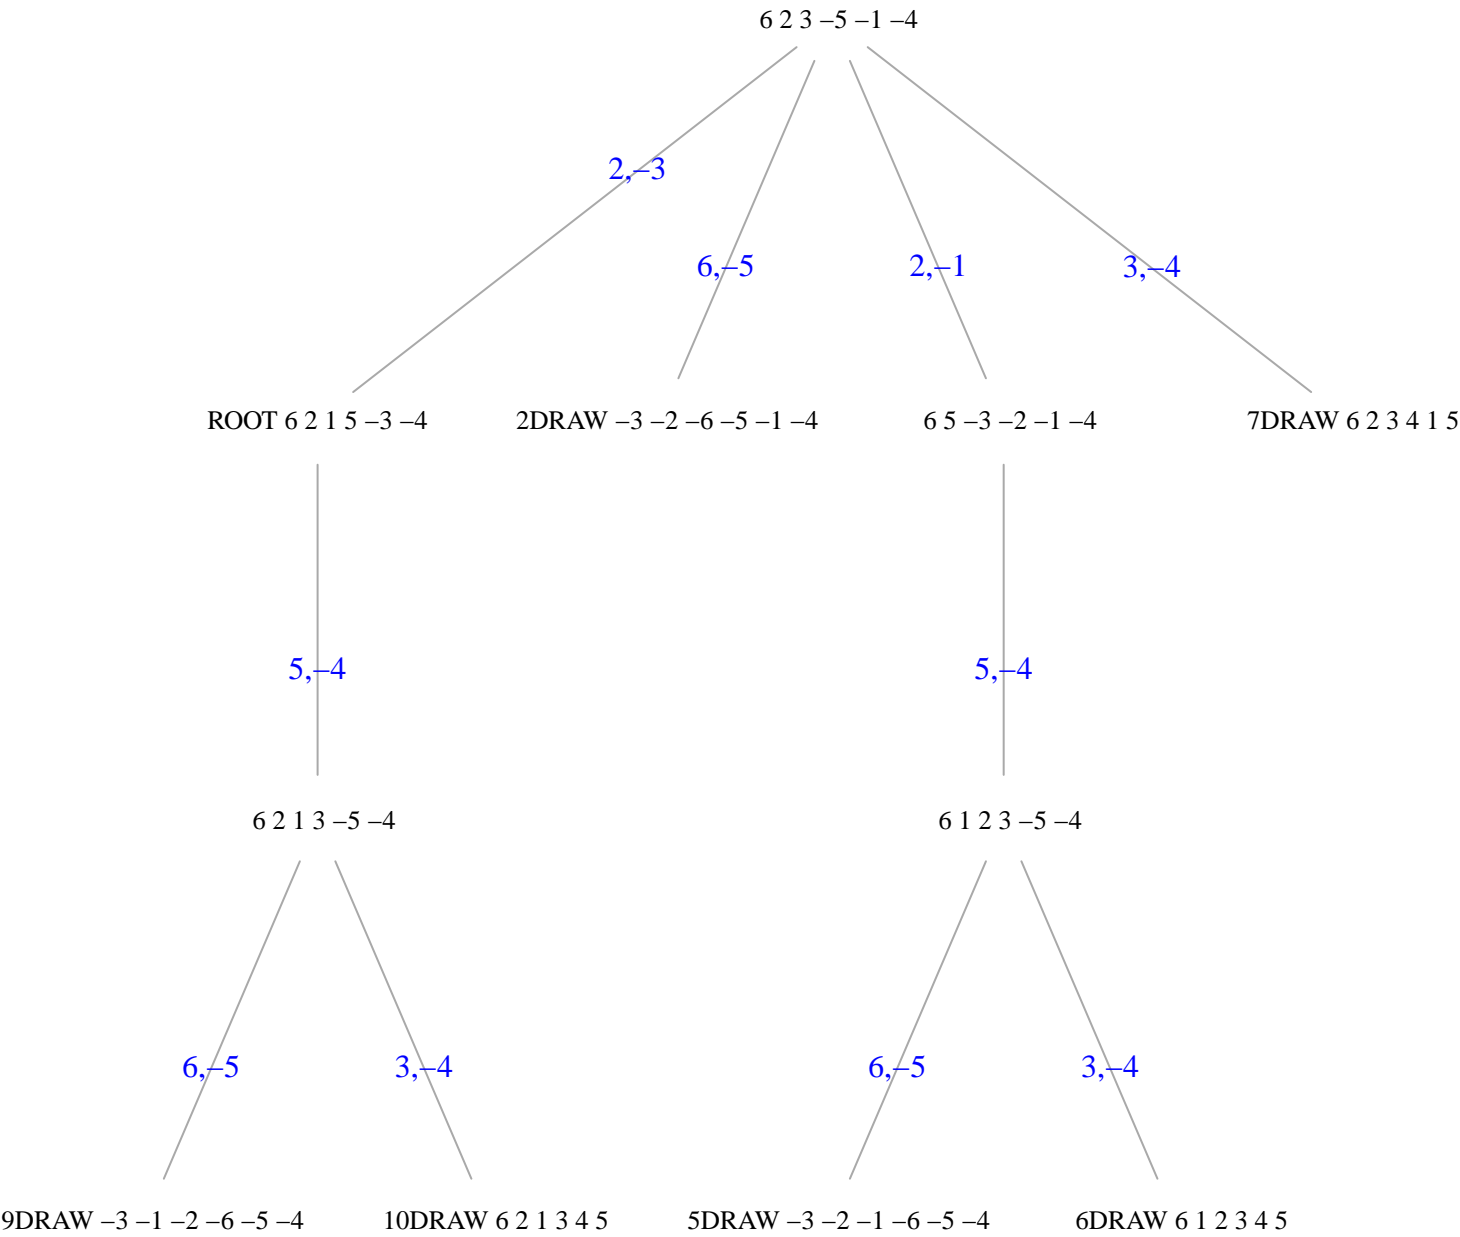 6 2 3 –5 –1 –4
2,–3
6,–5
2,–1
3,–4
ROOT 6 2 1 5 –3 –4
2DRAW –3 –2 –6 –5 –1 –4
6 5 –3 –2 –1 –4
7DRAW 6 2 3 4 1 5
5,–4
5,–4
6 2 1 3 –5 –4
6 1 2 3 –5 –4
6,–5
3,–4
6,–5
3,–4
9DRAW –3 –1 –2 –6 –5 –4
10DRAW 6 2 1 3 4 5
5DRAW –3 –2 –1 –6 –5 –4
6DRAW 6 1 2 3 4 5